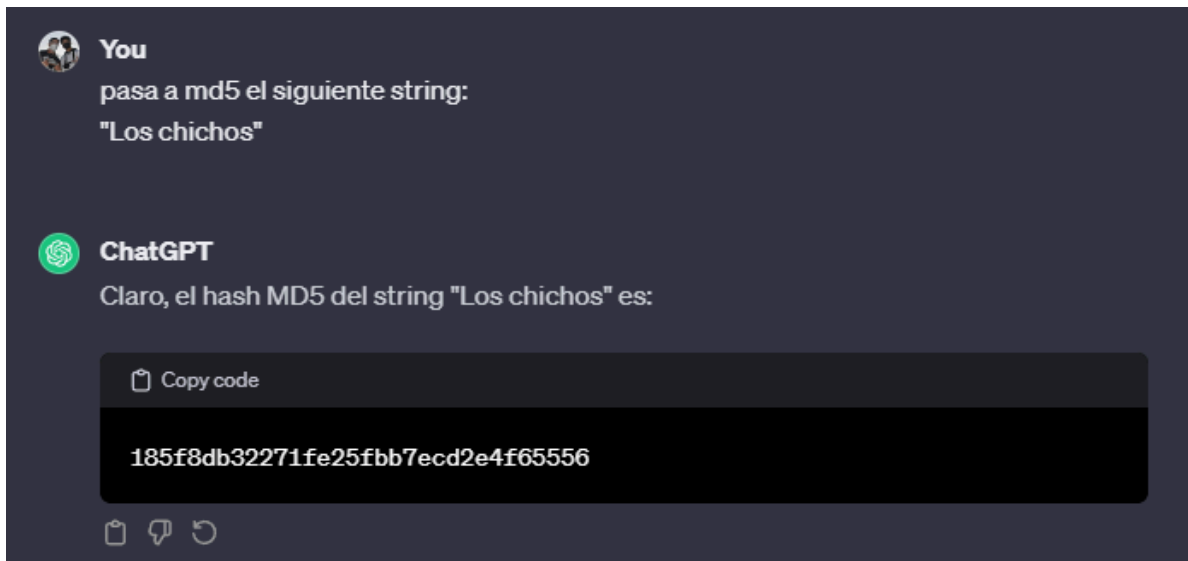 You
pasa a md5 el siguiente string:
"Los chichos"
ChatGPT
Claro, el hash MD5 del string "Los chichos" es:
Copy code
185f8db32271fe25fbb7ecd2e4f65556